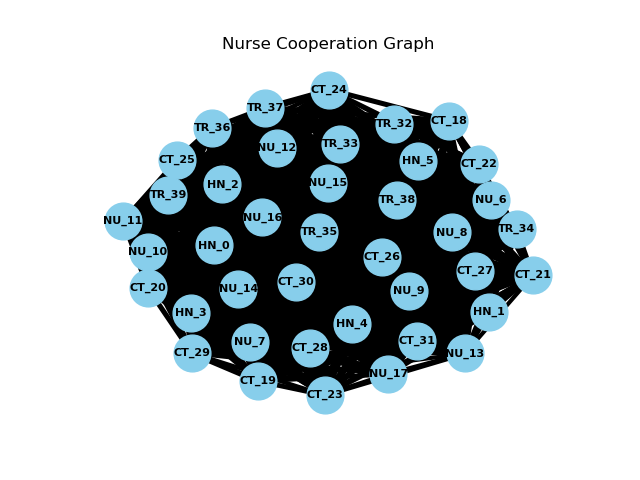 Nurse Cooperation Graph
CT_24
TR_37
CT_18
TR_32
TR_36
TR_33
NU_12
CT_25
HN_5
CT_22
NU_15
HN_2
TR_39
TR_38
NU_6
NU_16
NU_11
TR_34
TR_35
NU_8
HN_0
NU_10
CT_26
CT_27
CT_21
CT_30
CT_20
NU_14
NU_9
HN_1
HN_3
HN_4
CT_31
NU_7
CT_28
CT_29
NU_13
NU_17
CT_19
CT_23